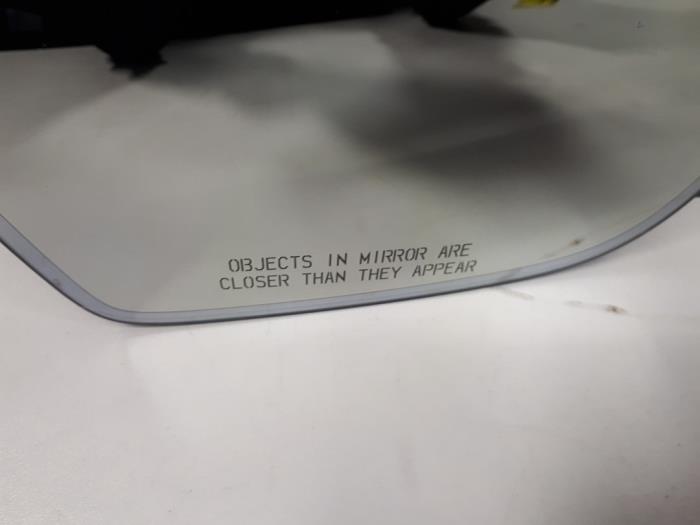 OBJECTS IN MIRROR ARE
CLOSER THAN THEY APPEAR